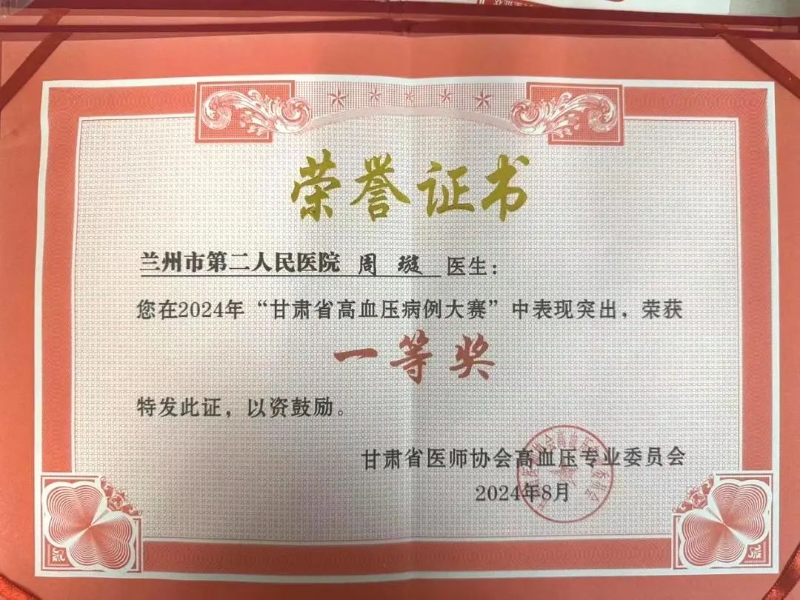 荣誉证书
兰州市第二人民医院 周璇 医生：
您在2024年“甘肃省高血压病例大赛”中表现突出，荣获
一等奖
特发此证，以资鼓励。
甘肃省医师协会高血压专业委员会
2024年8月